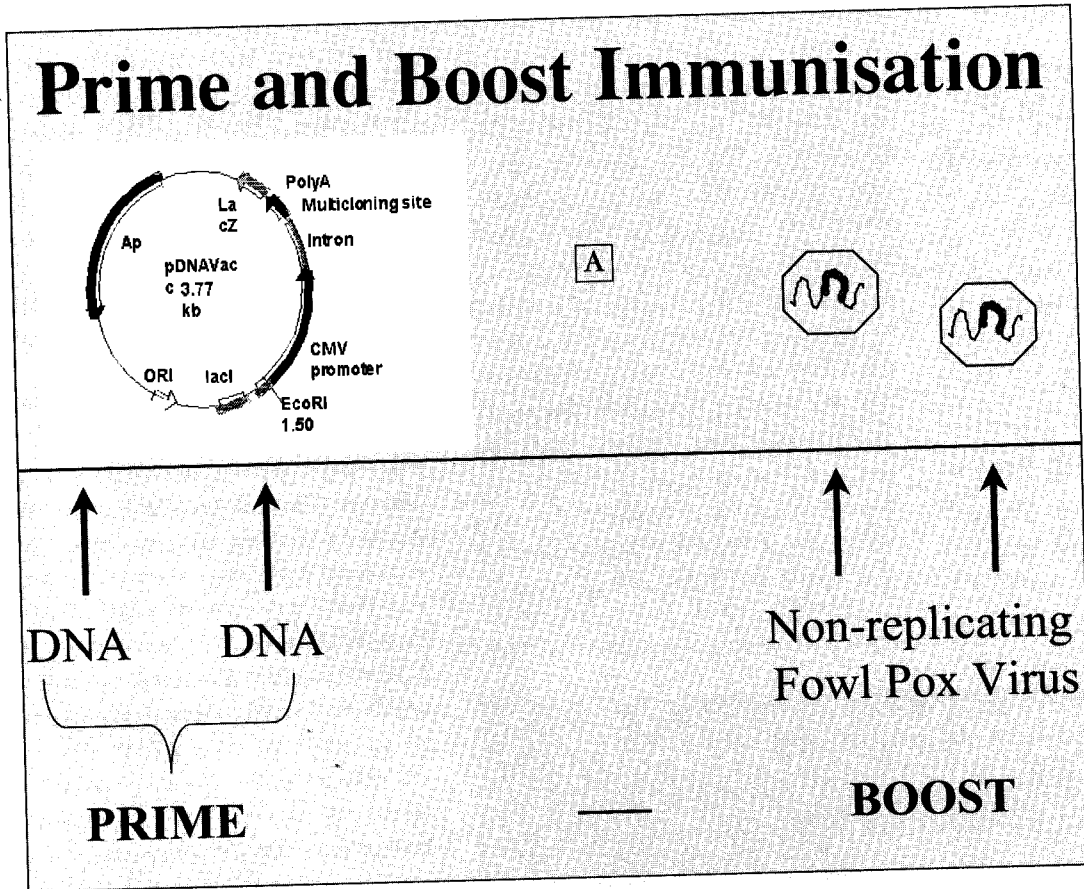 Prime and Boost Immunisation
PolyA
La
cZ
Multicloning site
Ap
Intron
pDNAVac
c 3.77
kb
CMV
promoter
ORI
lacI
EcoRI
1.50
A
DNA
DNA
Non-replicating
Fowl Pox Virus
PRIME
—
BOOST